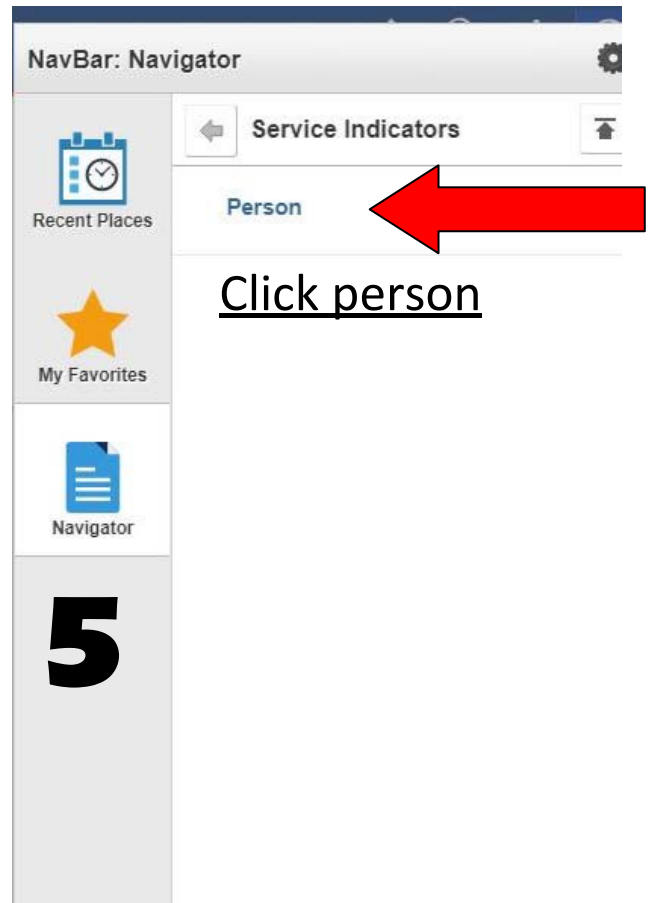 NavBar: Navigator
Service Indicators
Recent Places
Person
Click person
My Favorites
Navigator
5